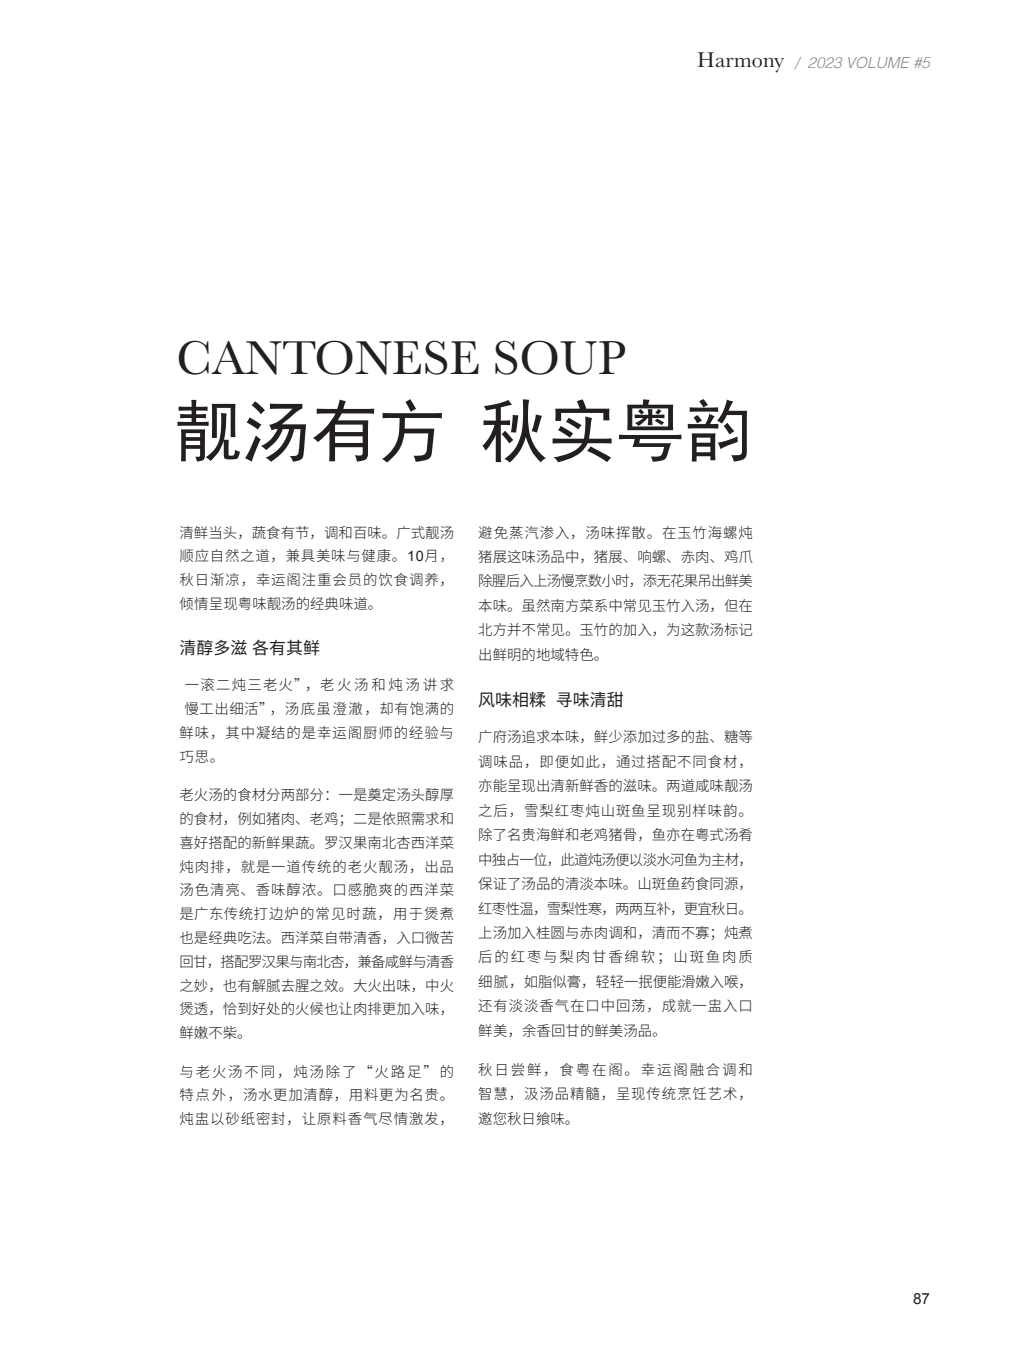 Harmony / 2023 VOLUME #5
CANTONESE SOUP
靓汤有方 秋实粤韵
清鲜当头，蔬食有节，调和百味。广式靓汤
顺应自然之道，兼具美味与健康。10月，
秋日渐凉，幸运阁注重会员的饮食调养，
倾情呈现粤味靓汤的经典味道。
清醇多滋 各有其鲜
一滚二炖三老火”，老火汤和炖汤讲求
慢工出细活”，汤底虽澄澈，却有饱满的
鲜味，其中凝结的是幸运阁厨师的经验与
巧思。
老火汤的食材分两部分：一是奠定汤头醇厚
的食材，例如猪肉、老鸡；二是依照需求和
喜好搭配的新鲜果蔬。罗汉果南北杏西洋菜
炖肉排，就是一道传统的老火靓汤，出品
汤色清亮、香味醇浓。口感脆爽的西洋菜
是广东传统打边炉的常见时蔬，用于煲煮
也是经典吃法。西洋菜自带清香，入口微苦
回甘，搭配罗汉果与南北杏，兼备咸鲜与清香
之妙，也有解腻去腥之效。大火出味，中火
煲透，恰到好处的火候也让肉排更加入味，
鲜嫩不柴。
与老火汤不同，炖汤除了“火路足”的
特点外，汤水更加清醇，用料更为名贵。
炖盅以砂纸密封，让原料香气尽情激发，
避免蒸汽渗入，汤味挥散。在玉竹海螺炖
猪展这味汤品中，猪展、响螺、赤肉、鸡爪
除腥后入上汤慢烹数小时，添无花果吊出鲜美
本味。虽然南方菜系中常见玉竹入汤，但在
北方并不常见。玉竹的加入，为这款汤标记
出鲜明的地域特色。
风味相糅 寻味清甜
广府汤追求本味，鲜少添加过多的盐、糖等
调味品，即便如此，通过搭配不同食材，
亦能呈现出清新鲜香的滋味。两道咸味靓汤
之后，雪梨红枣炖山斑鱼呈现别样味韵。
除了名贵海鲜和老鸡猪骨，鱼亦在粤式汤肴
中独占一位，此道炖汤便以淡水河鱼为主材，
保证了汤品的清淡本味。山斑鱼药食同源，
红枣性温，雪梨性寒，两两互补，更宜秋日。
上汤加入桂圆与赤肉调和，清而不寡；炖煮
后的红枣与梨肉甘香绵软；山斑鱼肉质
细腻，如脂似膏，轻轻一抿便能滑嫩入喉，
还有淡淡香气在口中回荡，成就一盅入口
鲜美，余香回甘的鲜美汤品。
秋日尝鲜，食粤在阁。幸运阁融合调和
智慧，汲汤品精髓，呈现传统烹饪艺术，
邀您秋日飨味。
87